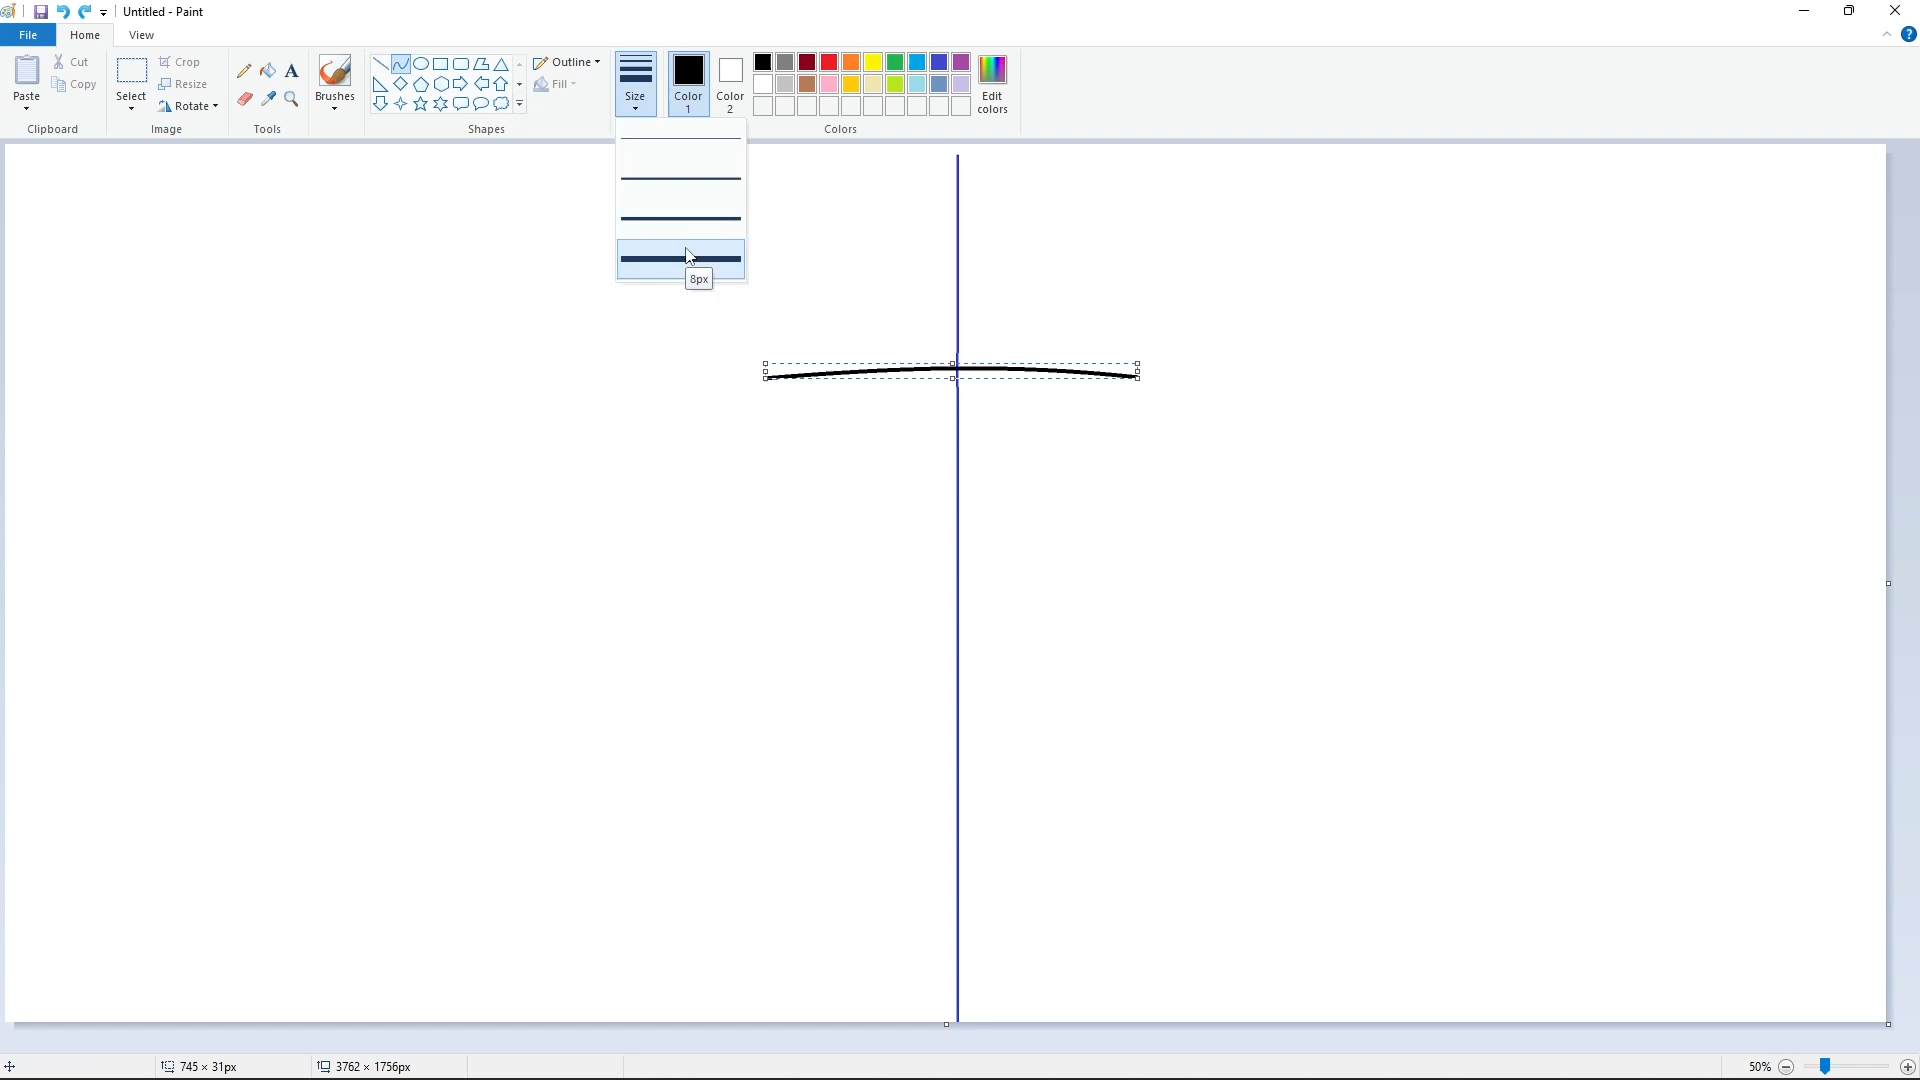 Untitled - Paint
File Home View
Paste
Cut
Copy
Clipboard
Select
Crop
Resize
Rotate
Image
A
Tools
Brushes
Shapes
Outline
Fill
Size
Color 1
Color 2
Edit colors
Colors
?
8px
745 × 31px
3762 × 1756px
50%